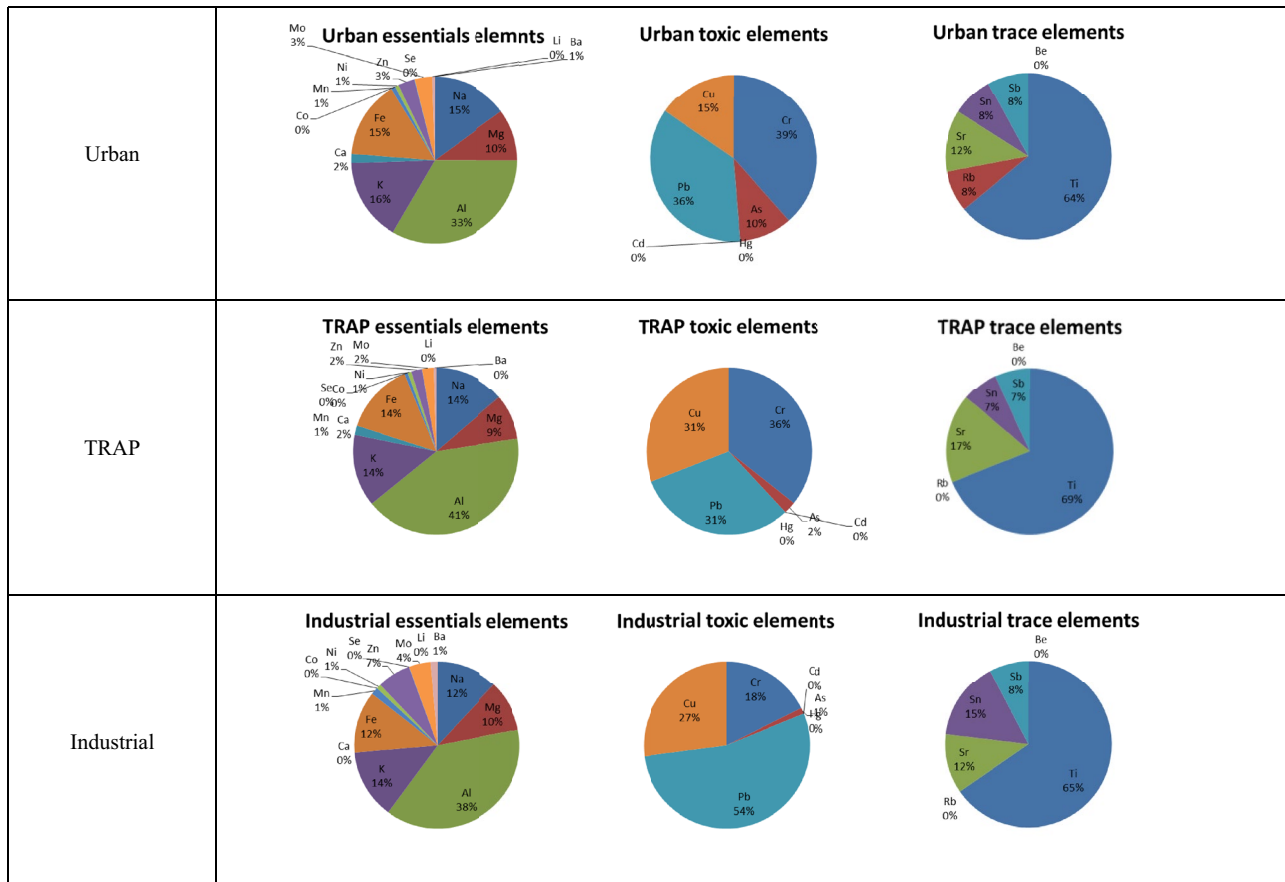 Urban
Urban essentials elemnts
Mo
3%
Ni
1%
Zn
3%
Se
0%
Li
0%
Ba
1%
Mn
1%
Co
0%
Fe
15%
Ca
2%
K
16%
Al
33%
Mg
10%
Na
15%
Urban toxic elements
Cu
15%
Cr
39%
Pb
36%
As
10%
Cd
0%
Hg
0%
Urban trace elements
Be
0%
Sb
8%
Sn
8%
Sr
12%
Rb
8%
Ti
64%
TRAP
TRAP essentials elements
Zn
2%
Mo
2%
Li
0%
Ba
0%
Ni
1%
Se
0%
Co
0%
Mn
1%
Ca
2%
Fe
14%
Na
14%
Mg
9%
K
14%
Al
41%
TRAP toxic elements
Cu
31%
Cr
36%
Pb
31%
As
2%
Hg
0%
Cd
0%
TRAP trace elements
Be
0%
Sb
7%
Sn
7%
Sr
17%
Rb
0%
Ti
69%
Industrial
Industrial essentials elements
Se
0%
Zn
7%
Mo
4%
Li
0%
Ba
1%
Ni
1%
Co
0%
Mn
1%
Fe
12%
Ca
0%
K
14%
Al
38%
Mg
10%
Na
12%
Industrial toxic elements
Cu
27%
Cr
18%
Cd
0%
As
1%
Hg
0%
Pb
54%
Industrial trace elements
Be
0%
Sb
8%
Sn
15%
Sr
12%
Rb
0%
Ti
65%